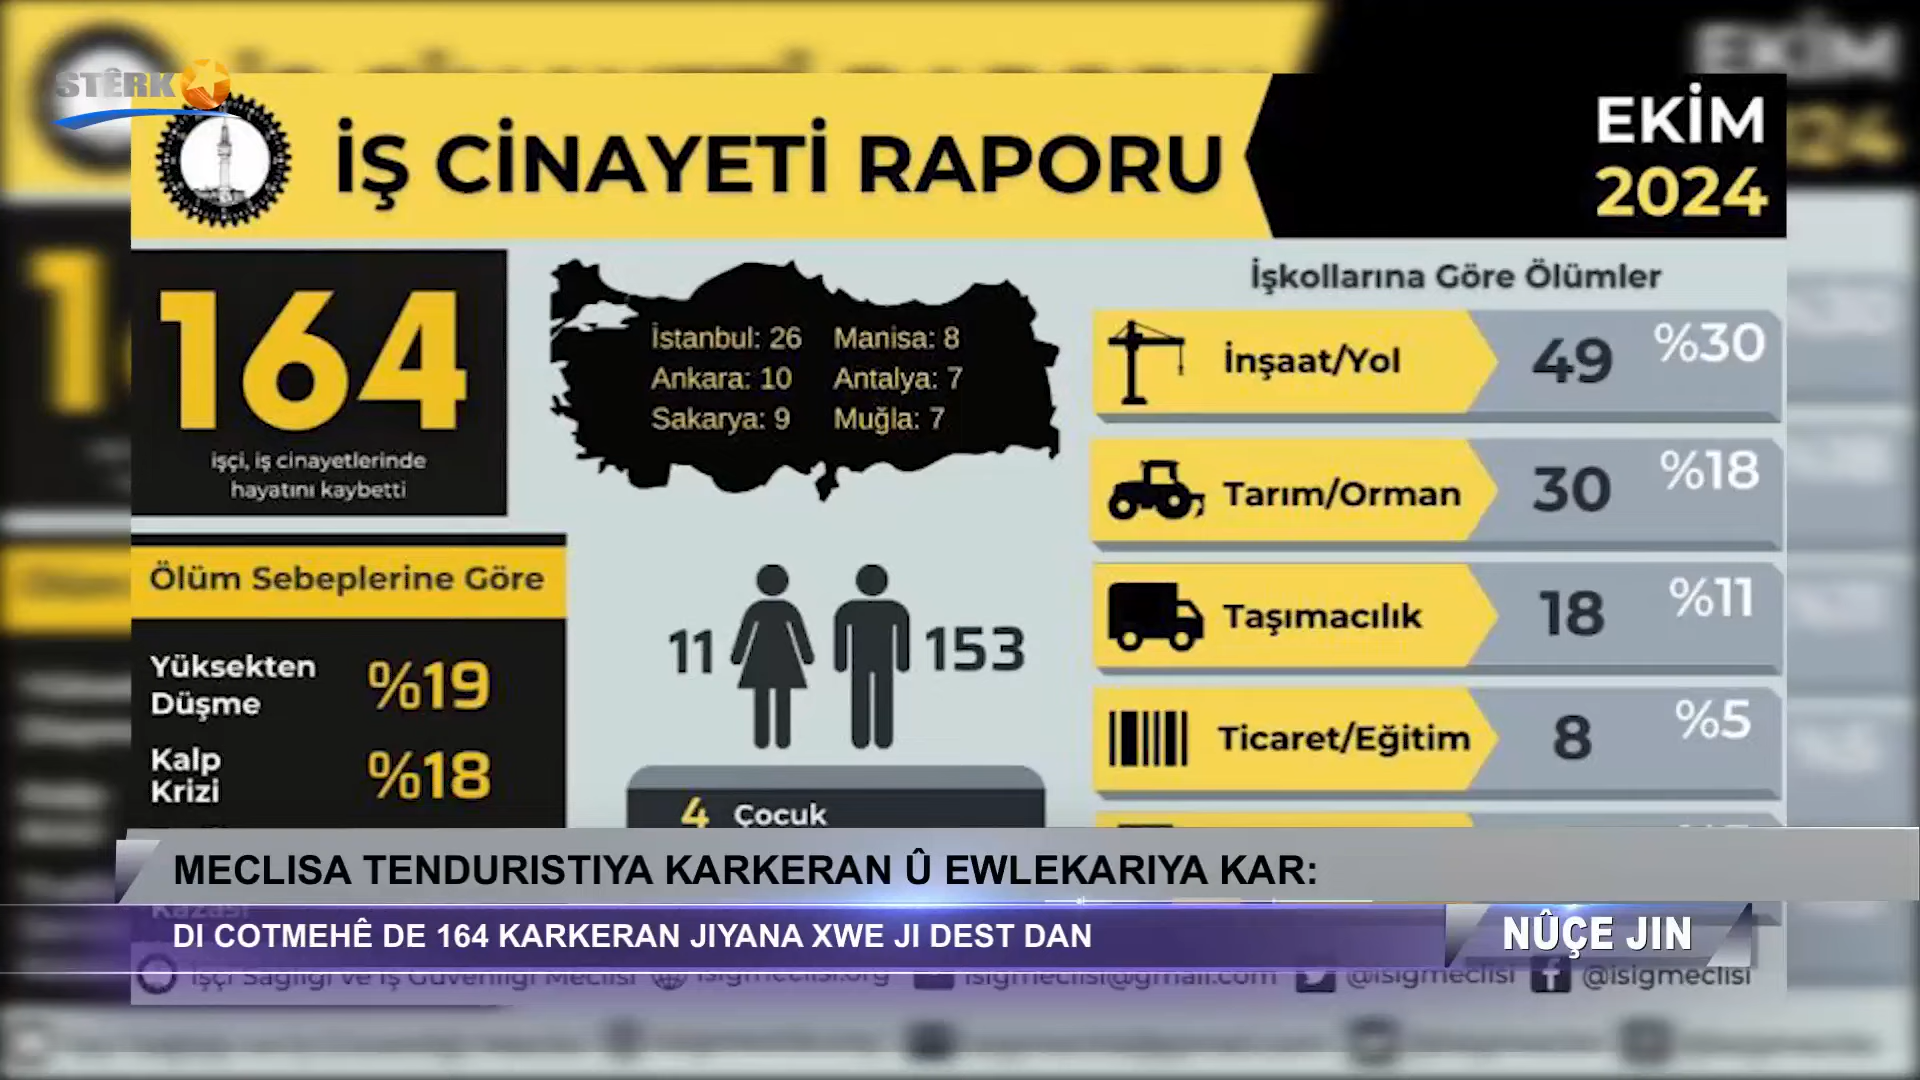 STÊRK
İŞ CİNAYETİ RAPORU
EKİM
2024
164
işçi, iş cinayetlerinde
hayatını kaybetti
İstanbul: 26 Manisa: 8
Ankara: 10 Antalya: 7
Sakarya: 9 Muğla: 7
Ölüm Sebeplerine Göre
Yüksekten
Düşme
%19
Kalp
Krizi
%18
11
153
4 Çocuk
İşkollarına Göre Ölümler
İnşaat/Yol 49 %30
Tarım/Orman 30 %18
Taşımacılık 18 %11
Ticaret/Eğitim 8 %5
MECLISA TENDURISTIYA KARKERAN Û EWLEKARIYA KAR:
DI COTMEHÊ DE 164 KARKERAN JIYANA XWE JI DEST DAN
NÛÇE JIN
İşçi Sağlığı ve İş Güvenliği Meclisi isigmeclisi.org isigmeclisi@gmail.com @isigmeclisi @isigmeclisi